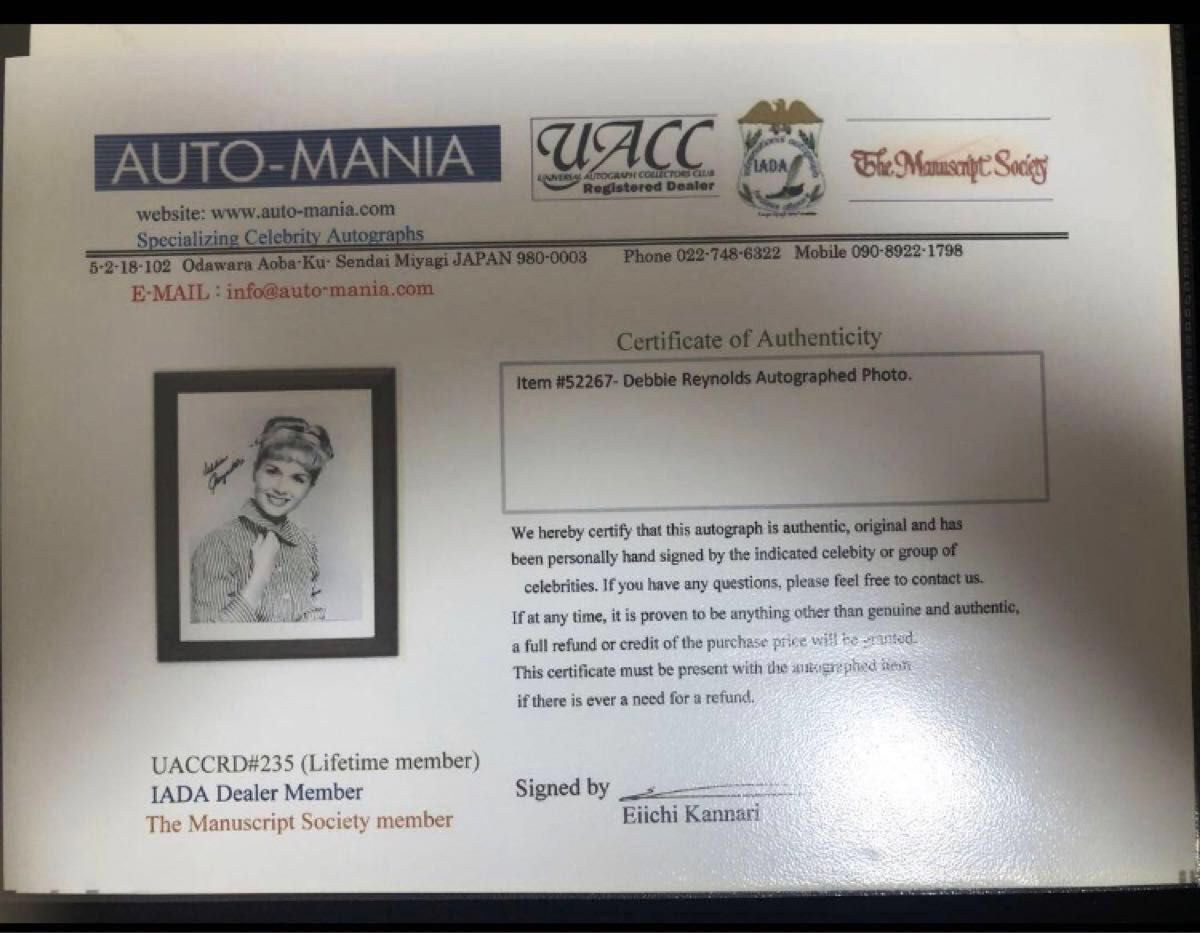 AUTO-MANIA
UACC
UNIVERSAL AUTOGRAPH COLLECTORS CLUB
Registered Dealer
IADA
The Manuscript Society
website: www.auto-mania.com
Specializing Celebrity Autographs
5-2-18-102 Odawara Aoba-Ku- Sendai Miyagi JAPAN 980-0003 Phone 022-748-6322 Mobile 090-8922-1798
E-MAIL : info@auto-mania.com
Certificate of Authenticity
Item #52267- Debbie Reynolds Autographed Photo.
Debbie
Reynolds
We hereby certify that this autograph is authentic, original and has
been personally hand signed by the indicated celebity or group of
celebrities. If you have any questions, please feel free to contact us.
If at any time, it is proven to be anything other than genuine and authentic,
a full refund or credit of the purchase price will be granted.
This certificate must be present with the autographed item
if there is ever a need for a refund.
UACCRD#235 (Lifetime member)
IADA Dealer Member
The Manuscript Society member
Signed by
Eiichi Kannari